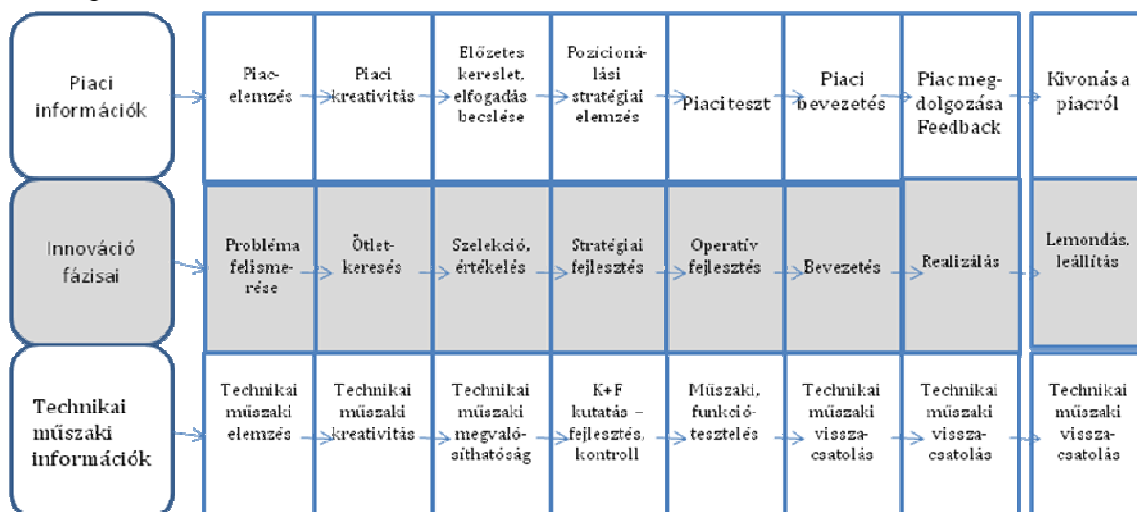 Piaci
információk
Piac-
elemzés
Piaci
kreativitás
Előzetes
kereslet,
elfogadás
becslése
Pozícioná-
lási
stratégiai
elemzés
Piaci teszt
Piaci
bevezetés
Piac meg-
dolgozása
Feedback
Kivonás a
piacról
Innováció
fázisai
Probléma
felisme-
rése
Ötlet-
keresés
Szelekció,
értékelés
Stratégiai
fejlesztés
Operatív
fejlesztés
Bevezetés
Realizálás
Lemondás.
leállítás
Technikai
műszaki
információk
Technikai
műszaki
elemzés
Technikai
műszaki
kreativitás
Technikai
műszaki
megvaló-
síthatóság
K+F
kutatás –
fejlesztés,
kontroll
Műszaki,
funkció-
tesztelés
Technikai
műszaki
vissza-
csatolás
Technikai
műszaki
vissza-
csatolás
Technikai
műszaki
vissza-
csatolás